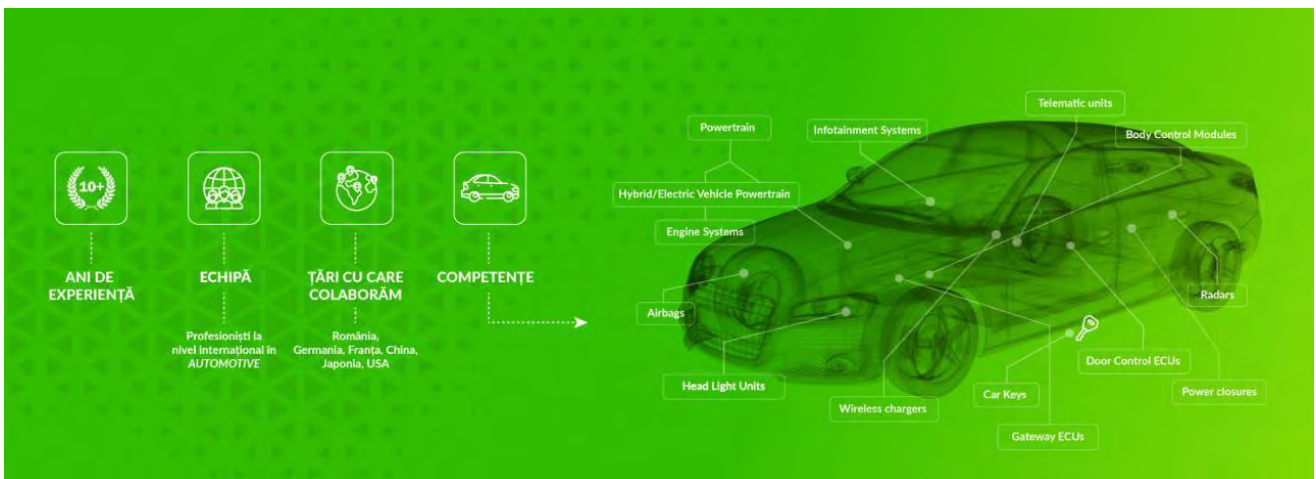 10+
ANI DE
EXPERIENȚĂ
ECHIPĂ
Profesioniști la
nivel internațional în
AUTOMOTIVE
ȚĂRI CU CARE
COLABORĂM
România,
Germania, Franța, China,
Japonia, USA
COMPETENȚE
Telematic units
Powertrain
Infotainment Systems
Body Control Modules
Hybrid/Electric Vehicle Powertrain
Engine Systems
Airbags
Radars
Head Light Units
Door Control ECUs
Car Keys
Power closures
Wireless chargers
Gateway ECUs